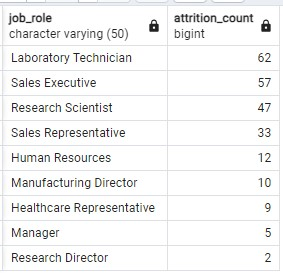 job_role attrition_count
character varying (50) bigint
Laboratory Technician 62
Sales Executive 57
Research Scientist 47
Sales Representative 33
Human Resources 12
Manufacturing Director 10
Healthcare Representative 9
Manager 5
Research Director 2